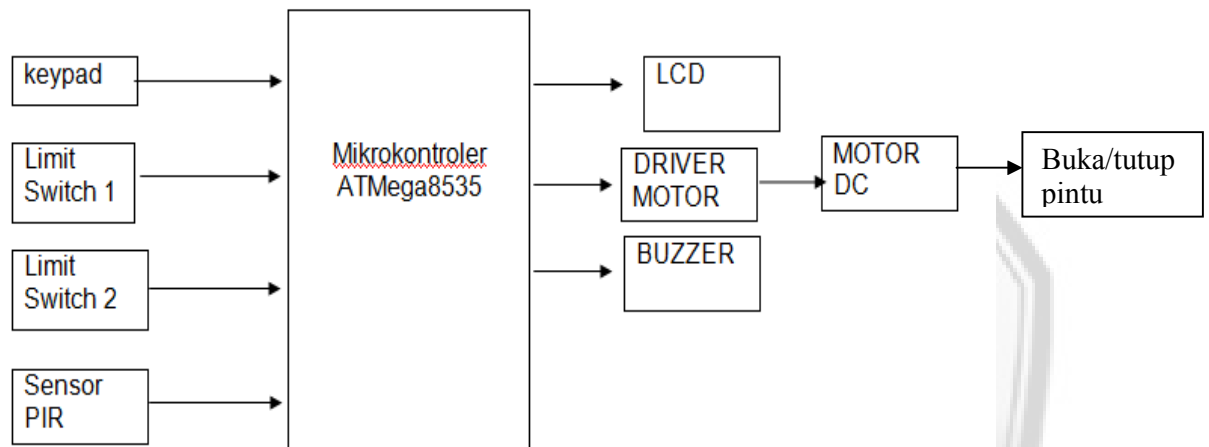 keypad
Limit
Switch 1
Limit
Switch 2
Sensor
PIR
Mikrokontroler
ATMega8535
LCD
DRIVER
MOTOR
BUZZER
MOTOR
DC
Buka/tutup
pintu